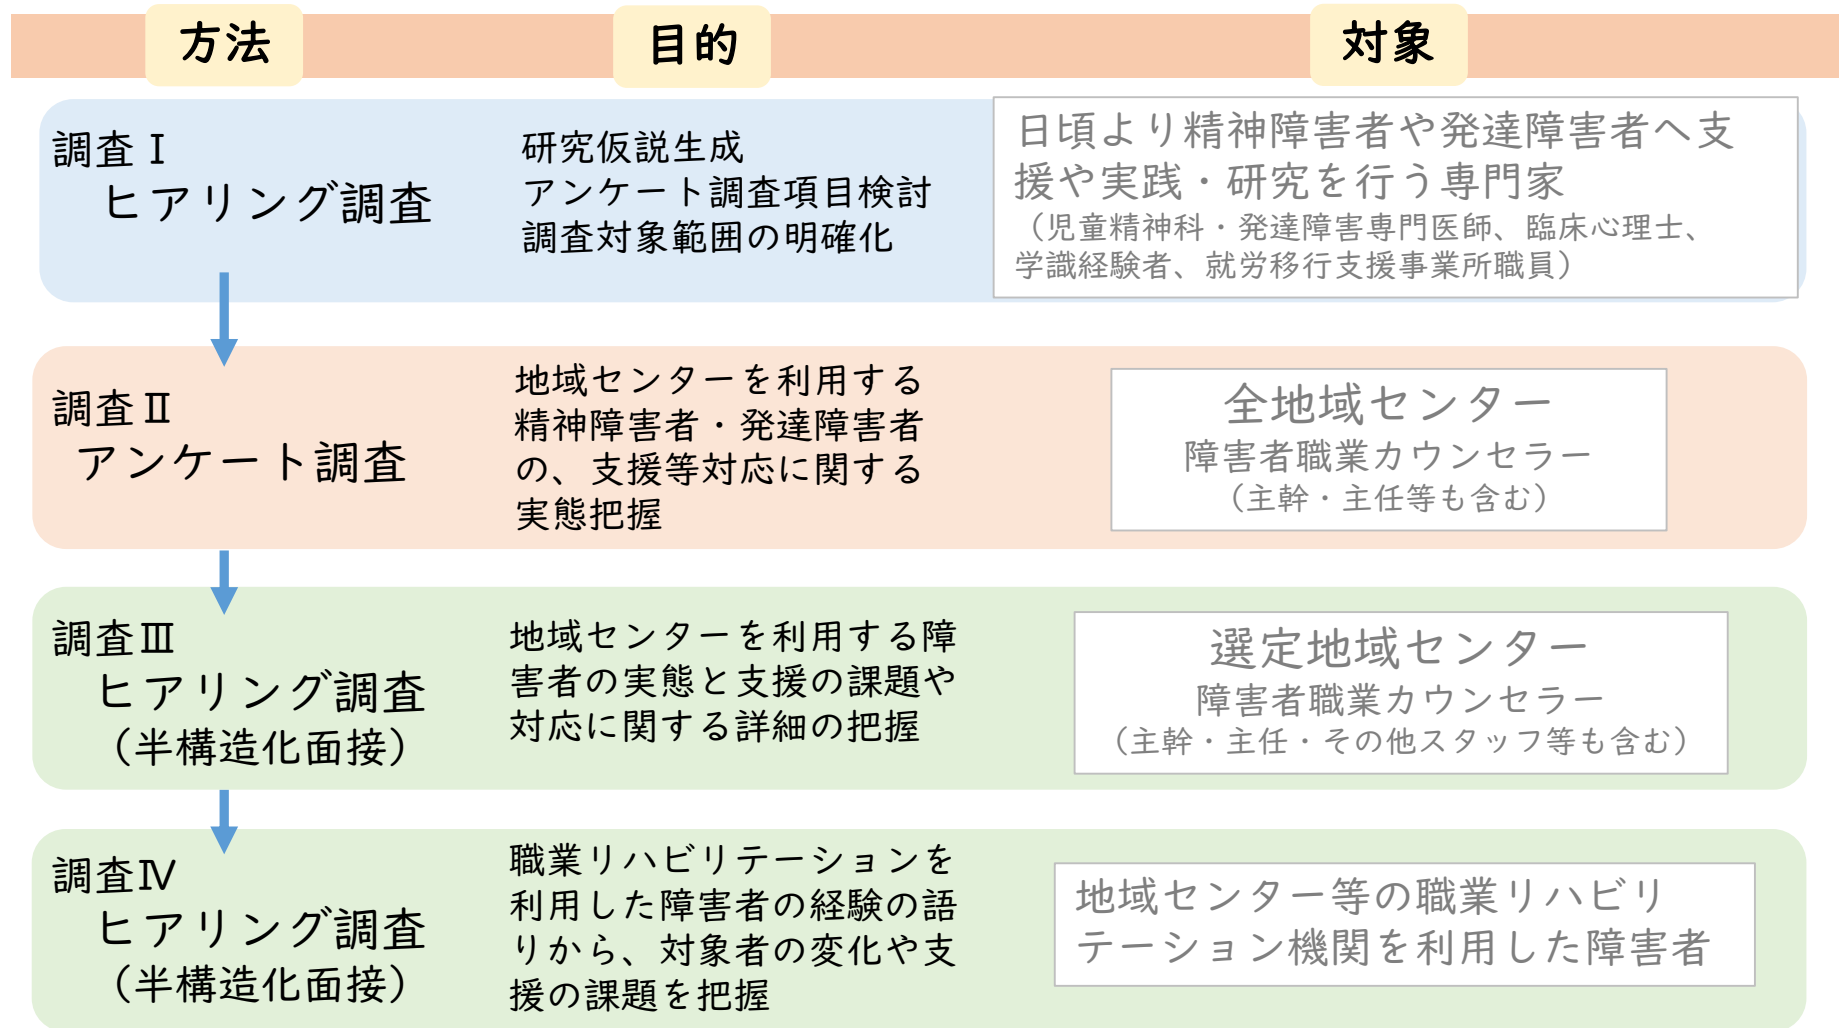 方法
目的
対象
調査Ⅰ
ヒアリング調査
研究仮説生成
アンケート調査項目検討
調査対象範囲の明確化
日頃より精神障害者や発達障害者へ支
援や実践・研究を行う専門家
（児童精神科・発達障害専門医師、臨床心理士、
学識経験者、就労移行支援事業所職員）
調査Ⅱ
アンケート調査
地域センターを利用する
精神障害者・発達障害者
の、支援等対応に関する
実態把握
全地域センター
障害者職業カウンセラー
（主幹・主任等も含む）
調査Ⅲ
ヒアリング調査
（半構造化面接）
地域センターを利用する障
害者の実態と支援の課題や
対応に関する詳細の把握
選定地域センター
障害者職業カウンセラー
（主幹・主任・その他スタッフ等も含む）
調査Ⅳ
ヒアリング調査
（半構造化面接）
職業リハビリテーションを
利用した障害者の経験の語
りから、対象者の変化や支
援の課題を把握
地域センター等の職業リハビリ
テーション機関を利用した障害者